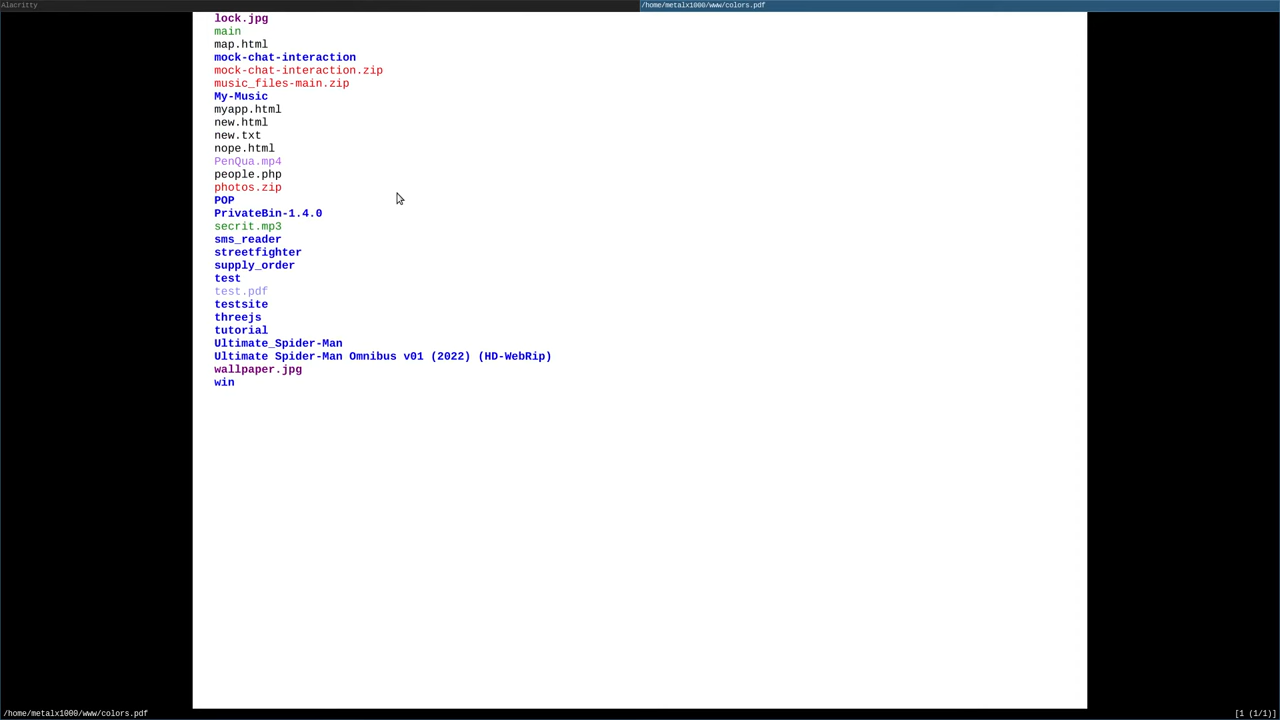 Alacritty
/home/metalx1000/www/colors.pdf
lock.jpg
main
map.html
mock-chat-interaction
mock-chat-interaction.zip
music_files-main.zip
My-Music
myapp.html
new.html
new.txt
nope.html
PenQua.mp4
people.php
photos.zip
POP
PrivateBin-1.4.0
secrit.mp3
sms_reader
streetfighter
supply_order
test
test.pdf
testsite
threejs
tutorial
Ultimate_Spider-Man
Ultimate Spider-Man Omnibus v01 (2022) (HD-WebRip)
wallpaper.jpg
win
/home/metalx1000/www/colors.pdf
[1 (1/1)]